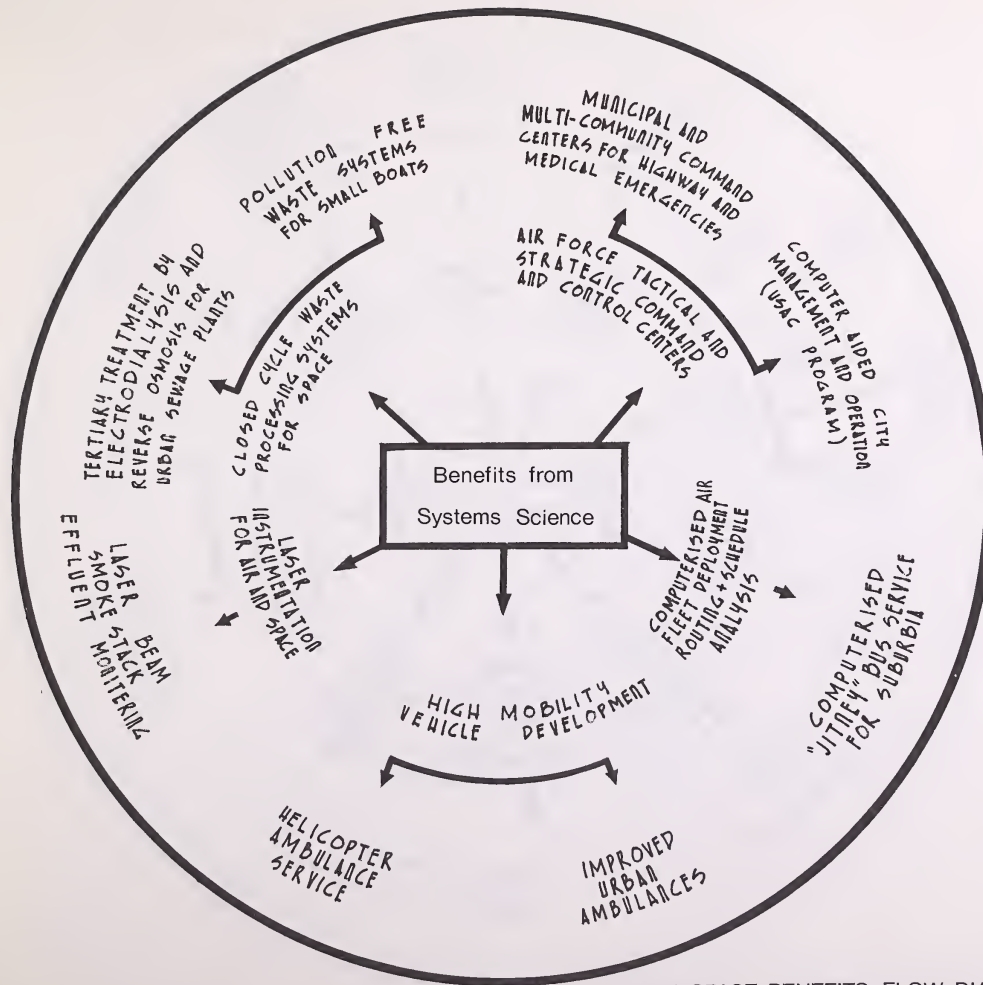 MUNICIPAL AND
MULTI-COMMUNITY COMMAND
CENTERS FOR HIGHWAY AND
MEDICAL EMERGENCIES
POLLUTION FREE
WASTE SYSTEMS
FOR SMALL BOATS
AIR FORCE TACTICAL AND
STRATEGIC COMMAND
AND CONTROL CENTERS
COMPUTER AIDED CITY
MANAGEMENT AND OPERATION
(USAC PROGRAM)
TERTIARY TREATMENT BY
ELECTRODIALYSIS AND
REVERSE OSMOSIS FOR
URBAN SEWAGE PLANTS
CLOSED CYCLE WASTE
PROCESSING SYSTEMS
FOR SPACE
Benefits from
Systems Science
LASER
INSTRUMENTATION
FOR AIR AND SPACE
COMPUTERISED AIR
FLEET DEPLOYMENT
ROUTING + SCHEDULE
ANALYSIS
LASER BEAM
SMOKE STACK
EFFLUENT MONITERING
COMPUTERISED
"JITNEY" BUS SERVICE
FOR SUBURBIA
HIGH MOBILITY
VEHICLE DEVELOPMENT
HELICOPTER
AMBULANCE
SERVICE
IMPROVED
URBAN
AMBULANCES
BENEFITS FLOW